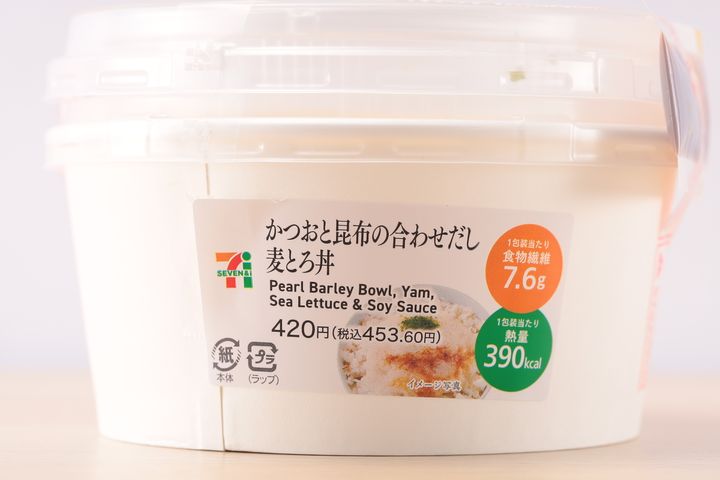 かつおと昆布の合わせだし
麦とろ丼
Pearl Barley Bowl, Yam,
Sea Lettuce & Soy Sauce
420円(税込453.60円)
SEVEN&i
紙
本体
プラ
(ラップ)
イメージ写真
1包装当たり
食物繊維
7.6g
1包装当たり
熱量
390kcal